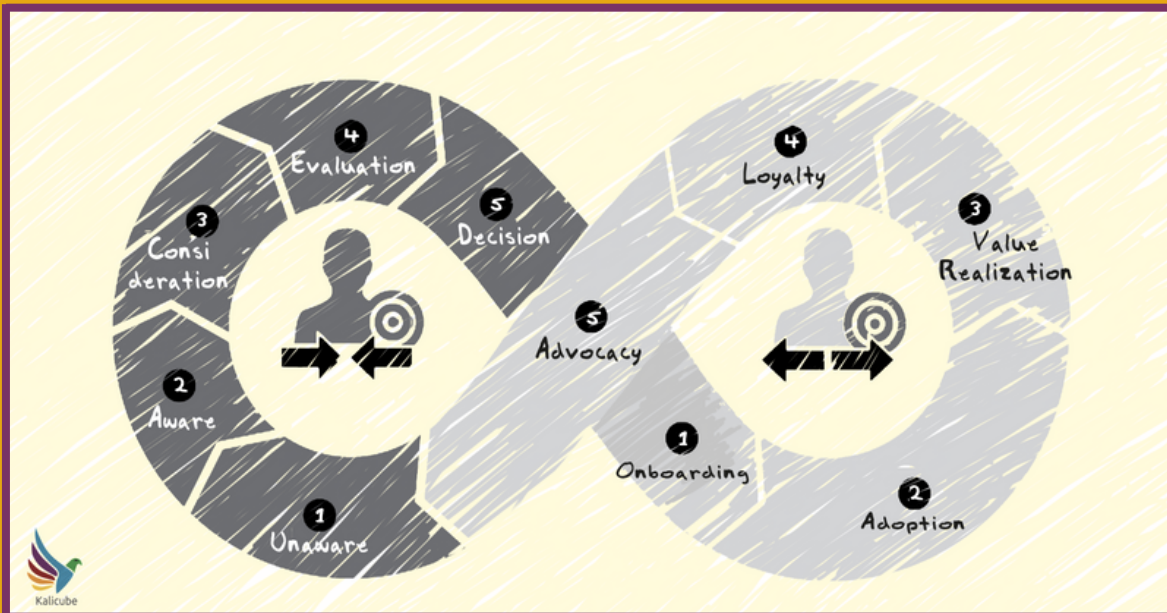 1
Unaware
2
Aware
3
Consi
deration
4
Evaluation
5
Decision
1
Onboarding
2
Adoption
3
Value
Realization
4
Loyalty
5
Advocacy
Kalicube